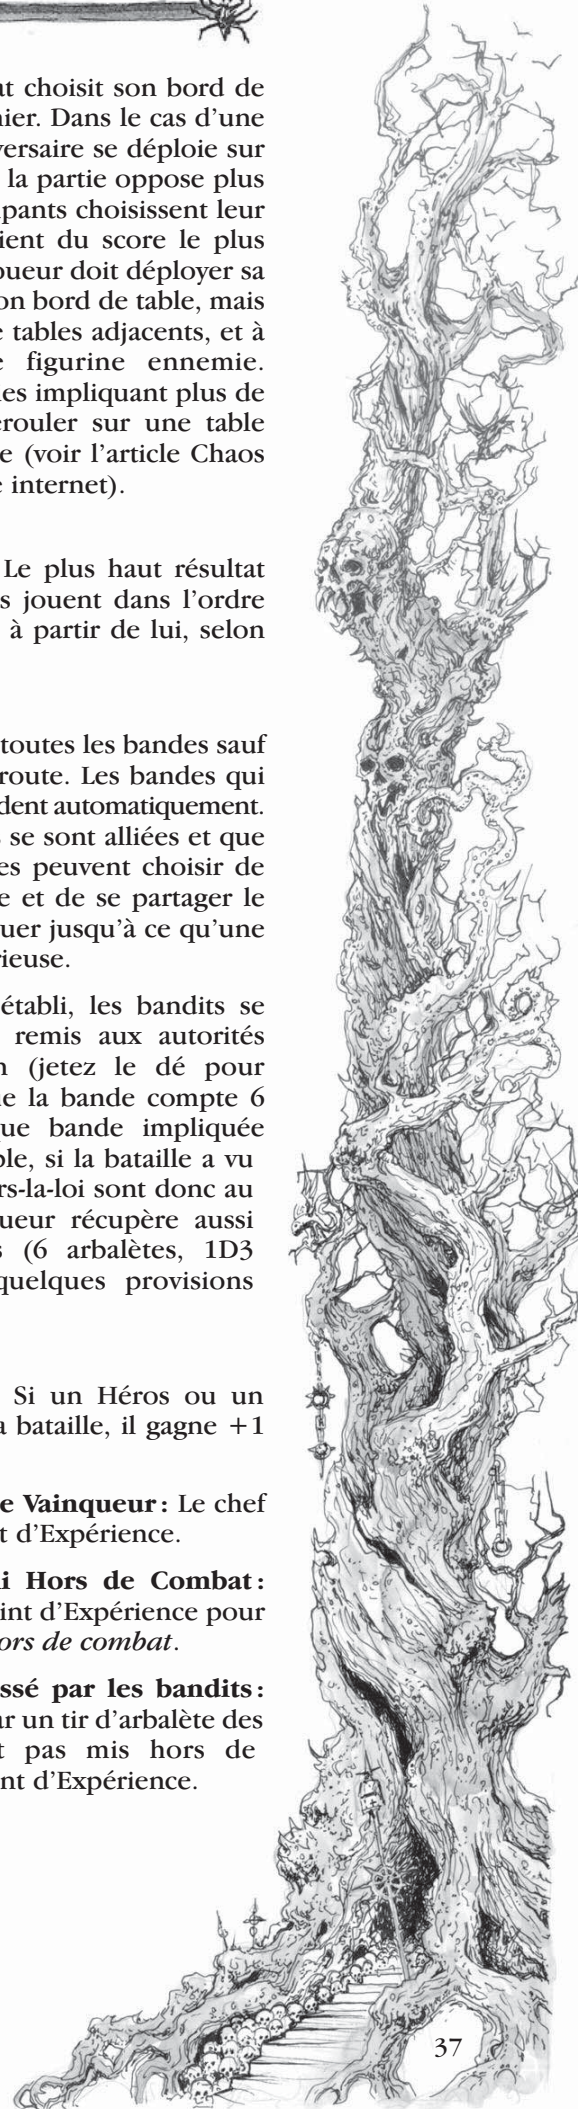 at choisit son bord de
nier. Dans le cas d'une
versaire se déploie sur
la partie oppose plus
ipants choisissent leur
ient du score le plus
oueur doit déployer sa
on bord de table, mais
e tables adjacents, et à
e figurine ennemie.
es impliquant plus de
érouler sur une table
e (voir l'article Chaos
e internet).
Le plus haut résultat
s jouent dans l'ordre
à partir de lui, selon
toutes les bandes sauf
route. Les bandes qui
dent automatiquement.
s se sont alliées et que
es peuvent choisir de
e et de se partager le
uer jusqu'à ce qu'une
rieuse.
établi, les bandits se
remis aux autorités
n (jetez le dé pour
ue la bande compte 6
que bande impliquée
ple, si la bataille a vu
rs-la-loi sont donc au
queur récupère aussi
s (6 arbalètes, 1D3
quelques provisions
Si un Héros ou un
a bataille, il gagne +1
e Vainqueur : Le chef
t d'Expérience.
i Hors de Combat :
int d'Expérience pour
ors de combat.
ssé par les bandits :
ar un tir d'arbalète des
t pas mis hors de
nt d'Expérience.
37